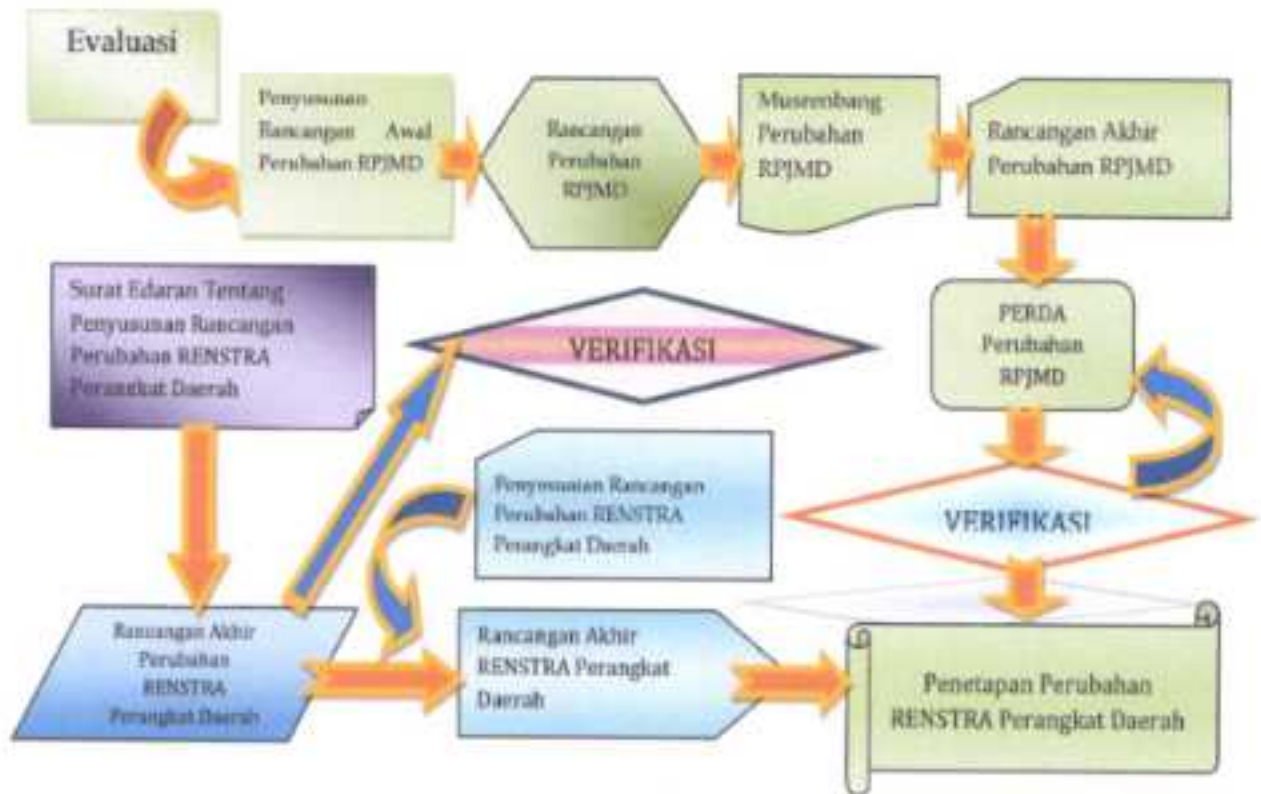 Evaluasi
Penyusunan
Rancangan Awal
Perubahan RPJMD
Rancangan
Perubahan
RPJMD
Musrenbang
Perubahan
RPJMD
Rancangan Akhir
Perubahan RPJMD
Surat Edaran Tentang
Penyusunan Rancangan
Perubahan RENSTRA
Perangkat Daerah
VERIFIKASI
PERDA
Perubahan
RPJMD
Penyesuaian Rancangan
Perubahan RENSTRA
Perangkat Daerah
VERIFIKASI
Rancangan Akhir
Perubahan
RENSTRA
Perangkat Daerah
Rancangan Akhir
RENSTRA Perangkat
Daerah
Penetapan Perubahan
RENSTRA Perangkat Daerah